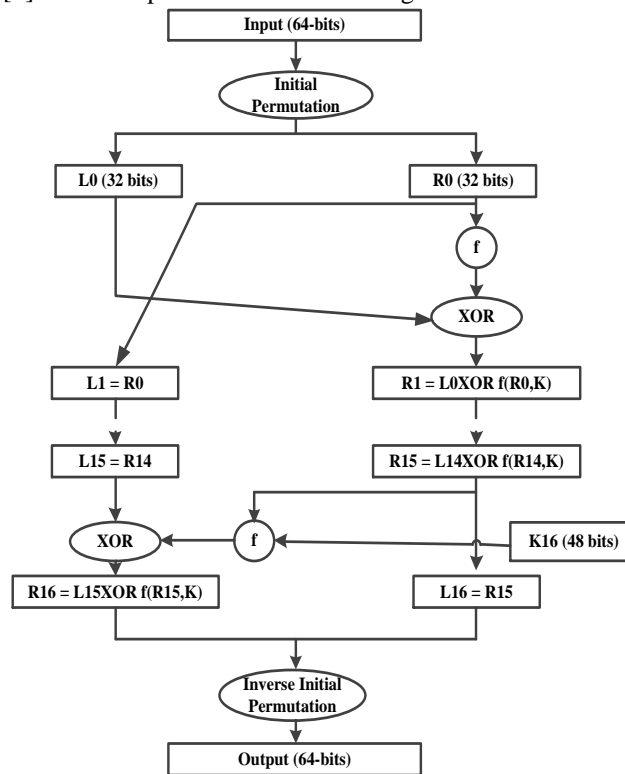 Input (64-bits)
Initial
Permutation
L0 (32 bits)
R0 (32 bits)
f
XOR
L1 = R0
R1 = L0XOR f(R0,K)
L15 = R14
R15 = L14XOR f(R14,K)
XOR
f
K16 (48 bits)
R16 = L15XOR f(R15,K)
L16 = R15
Inverse Initial
Permutation
Output (64-bits)